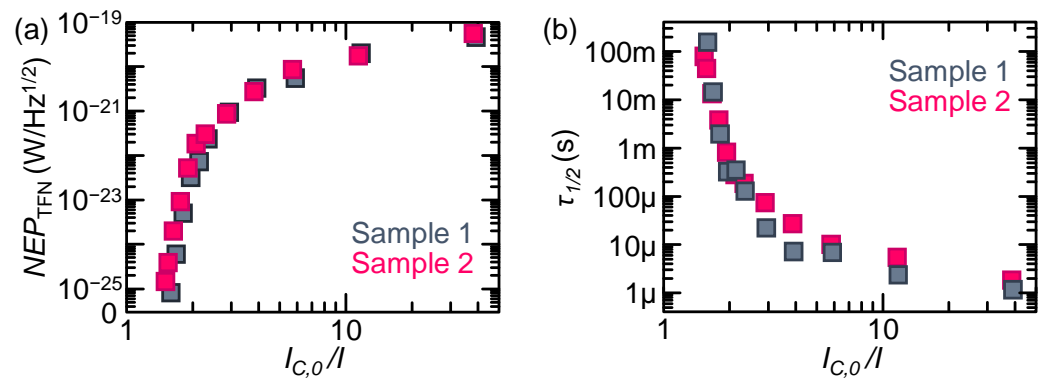 (a)
NEP_TFN (W/Hz^1/2)
10^−19
10^−21
10^−23
10^−25
0
Sample 1
Sample 2
1
10
I_C,0/I
(b)
τ_1/2 (s)
100m
10m
1m
100µ
10µ
1µ
Sample 1
Sample 2
1
10
I_C,0/I